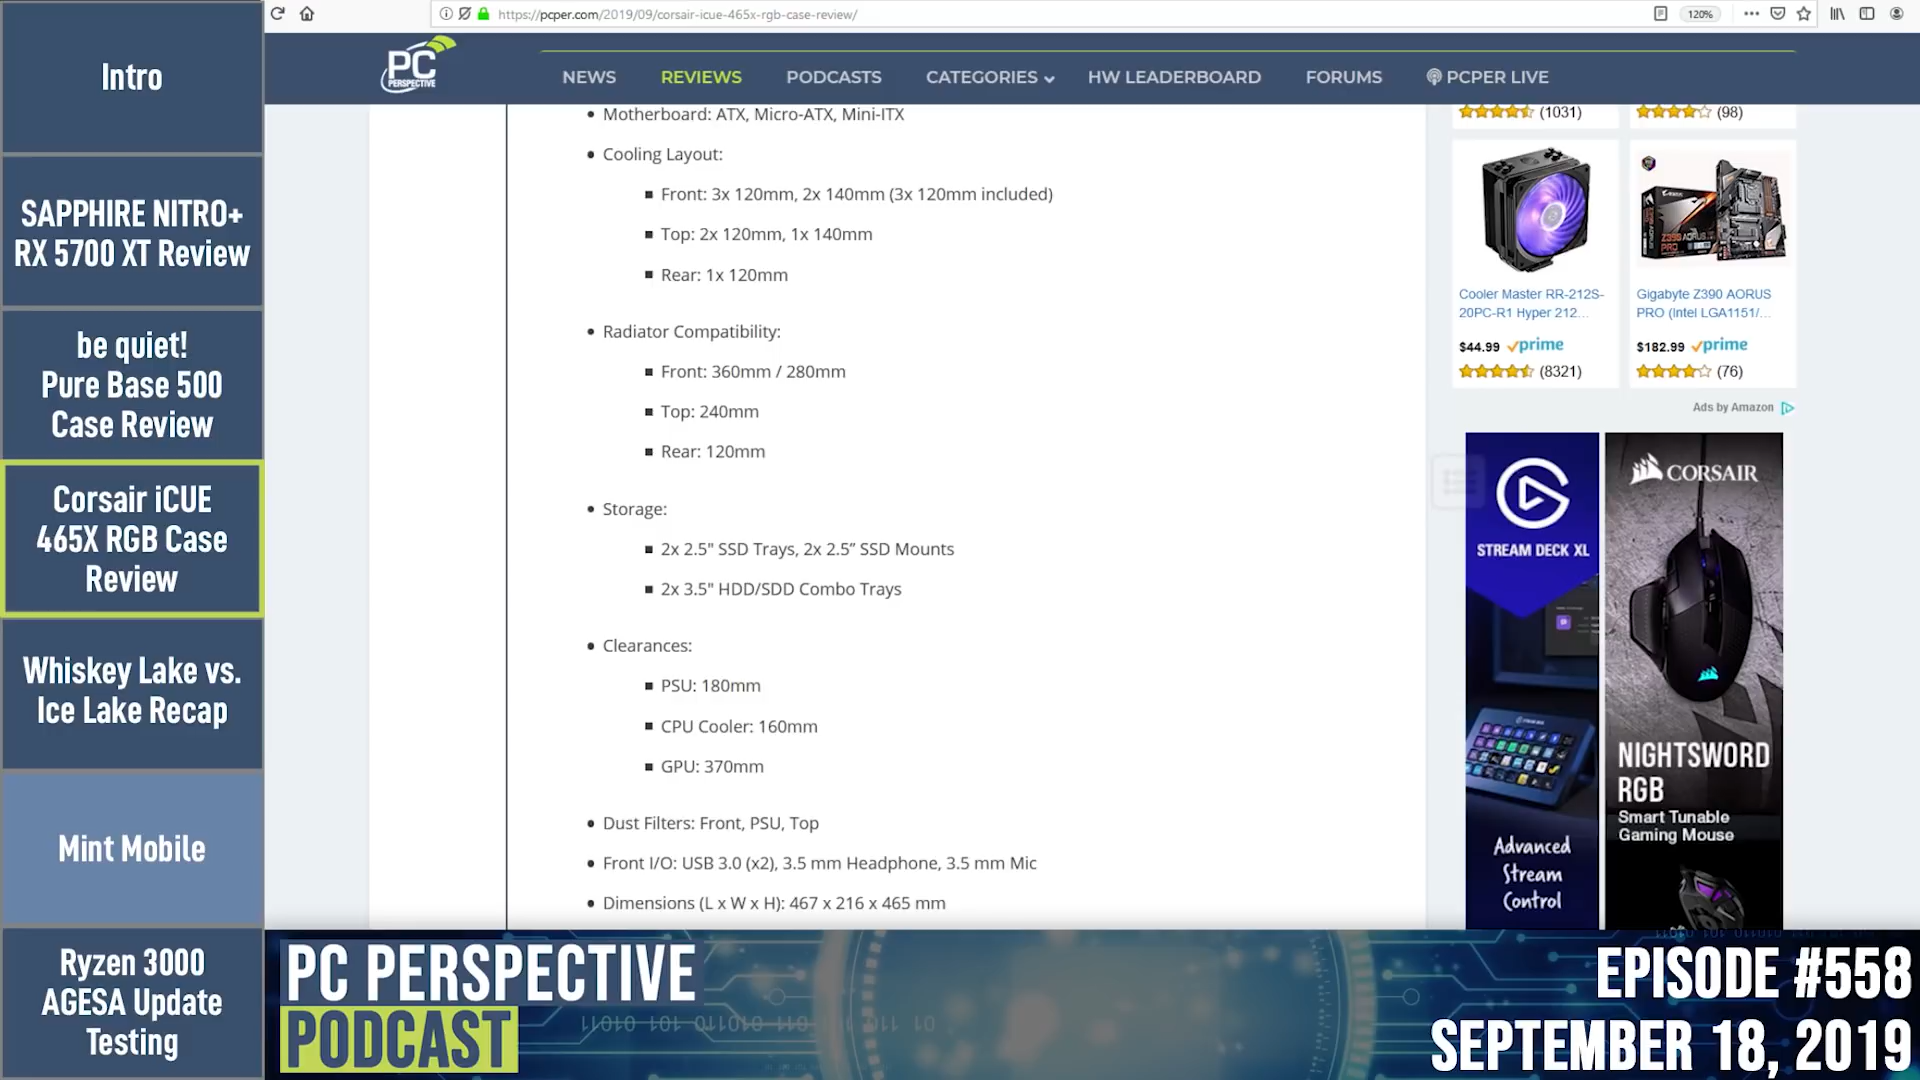 Intro
SAPPHIRE NITRO+
RX 5700 XT Review
be quiet!
Pure Base 500
Case Review
Corsair iCUE
465X RGB Case
Review
Whiskey Lake vs.
Ice Lake Recap
Mint Mobile
Ryzen 3000
AGESA Update
Testing
https://pcper.com/2019/09/corsair-icue-465x-rgb-case-review/
120%
PC
PERSPECTIVE
NEWS
REVIEWS
PODCASTS
CATEGORIES
HW LEADERBOARD
FORUMS
PCPER LIVE
Motherboard: ATX, Micro-ATX, Mini-ITX
Cooling Layout:
Front: 3x 120mm, 2x 140mm (3x 120mm included)
Top: 2x 120mm, 1x 140mm
Rear: 1x 120mm
Radiator Compatibility:
Front: 360mm / 280mm
Top: 240mm
Rear: 120mm
Storage:
2x 2.5" SSD Trays, 2x 2.5” SSD Mounts
2x 3.5" HDD/SDD Combo Trays
Clearances:
PSU: 180mm
CPU Cooler: 160mm
GPU: 370mm
Dust Filters: Front, PSU, Top
Front I/O: USB 3.0 (x2), 3.5 mm Headphone, 3.5 mm Mic
Dimensions (L x W x H): 467 x 216 x 465 mm
(1031)
(98)
Cooler Master RR-212S-
20PC-R1 Hyper 212...
$44.99 prime
(8321)
Z390 AORUS
PRO
Gigabyte Z390 AORUS
PRO (Intel LGA1151/...
$182.99 prime
(76)
Ads by Amazon
STREAM DECK XL
Advanced
Stream
Control
CORSAIR
NIGHTSWORD
RGB
Smart Tunable
Gaming Mouse
PC PERSPECTIVE
PODCAST
EPISODE #558
SEPTEMBER 18, 2019